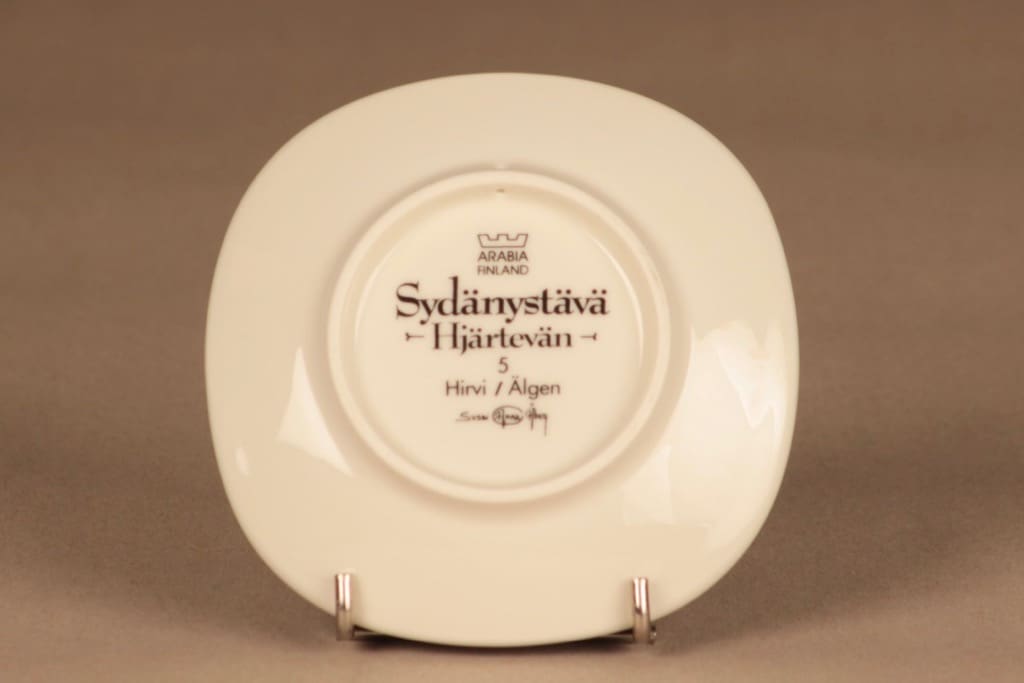 ARABIA
FINLAND
Sydänystävä
Hjärtevän
5
Hirvi / Älgen